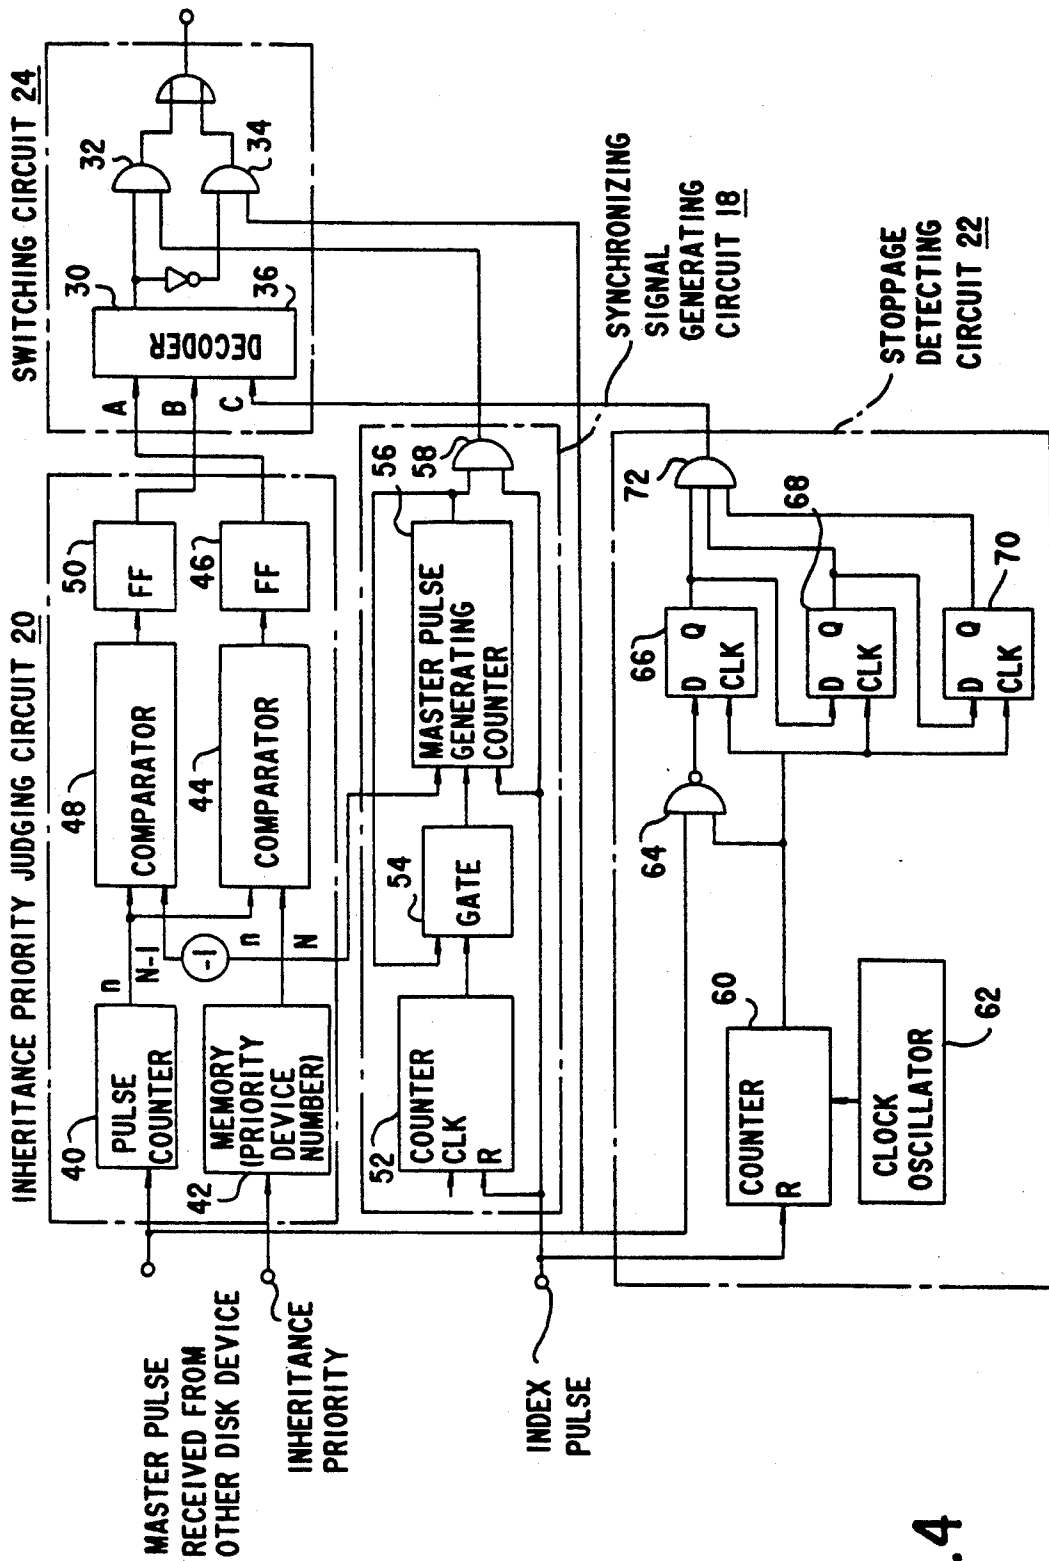 INHERITANCE PRIORITY JUDGING CIRCUIT 20
SWITCHING CIRCUIT 24
40
PULSE
COUNTER
n
N-1
-1
48
COMPARATOR
50
FF
42
MEMORY
(PRIORITY
DEVICE
NUMBER)
n
N
44
COMPARATOR
46
FF
A
B
C
30
DECODER
36
32
34
MASTER PULSE
RECEIVED FROM
OTHER DISK DEVICE
INHERITANCE
PRIORITY
INDEX
PULSE
52
COUNTER
CLK
R
54
GATE
MASTER PULSE
GENERATING
COUNTER
56
58
SYNCHRONIZING
SIGNAL
GENERATING
CIRCUIT 18
60
COUNTER
R
CLOCK
OSCILLATOR
62
64
66
D Q
CLK
68
D Q
CLK
70
D Q
CLK
72
STOPPAGE
DETECTING
CIRCUIT 22
.4